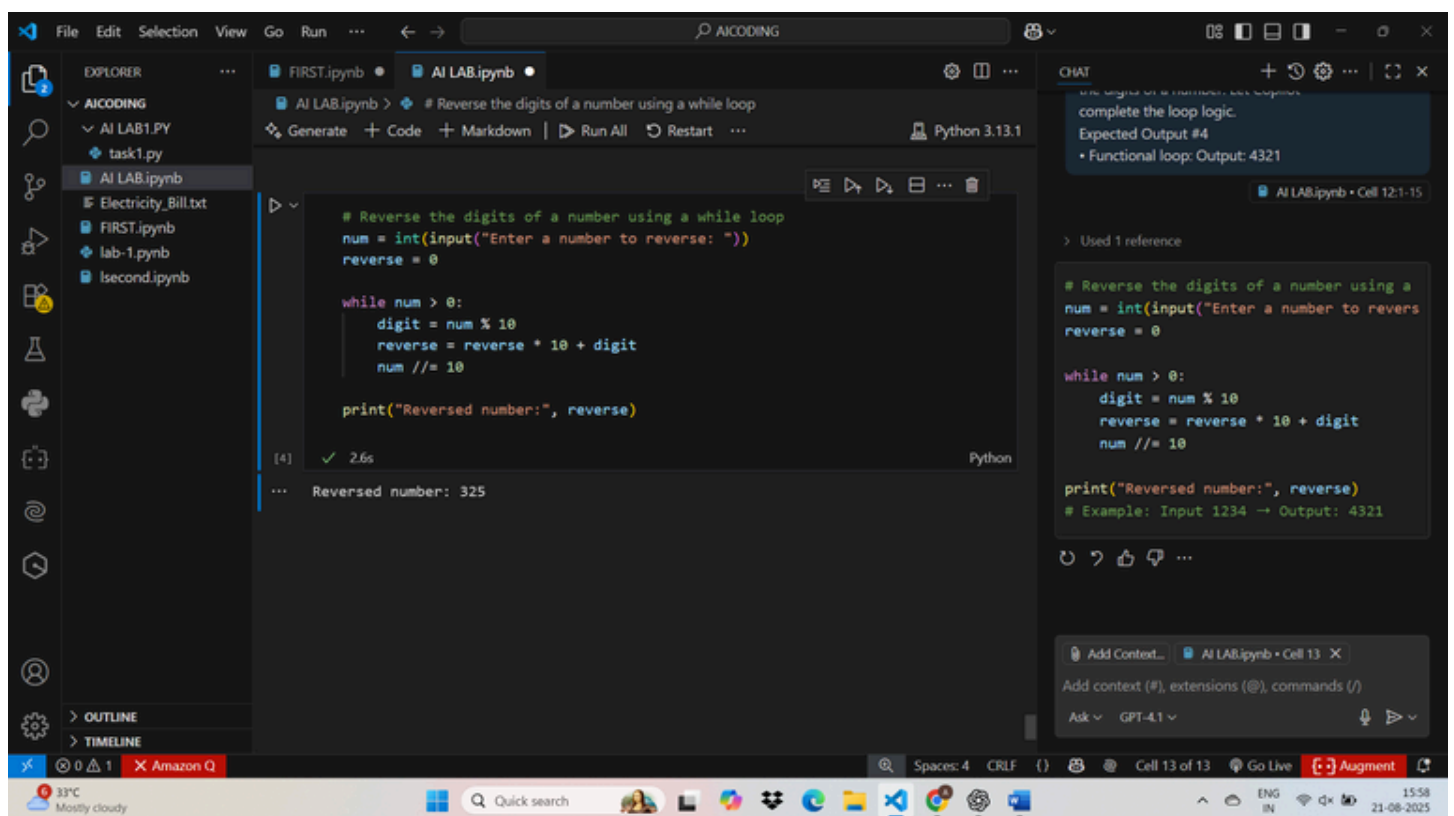 File Edit Selection View Go Run ··· AICODING
EXPLORER ···
AICODING
AI LAB1.PY
task1.py
AI LAB.ipynb
Electricity_Bill.txt
FIRST.ipynb
lab-1.pynb
lsecond.ipynb
OUTLINE
TIMELINE
FIRST.ipynb AI LAB.ipynb
AI LAB.ipynb > # Reverse the digits of a number using a while loop
Generate + Code + Markdown | Run All Restart ··· Python 3.13.1
# Reverse the digits of a number using a while loop
num = int(input("Enter a number to reverse: "))
reverse = 0
while num > 0:
digit = num % 10
reverse = reverse * 10 + digit
num //= 10
print("Reversed number:", reverse)
[4] 2.6s Python
Reversed number: 325
CHAT
the digits of a number. Let Copilot
complete the loop logic.
Expected Output #4
• Functional loop: Output: 4321
AI LAB.ipynb • Cell 12:1-15
> Used 1 reference
# Reverse the digits of a number using a
num = int(input("Enter a number to revers
reverse = 0
while num > 0:
digit = num % 10
reverse = reverse * 10 + digit
num //= 10
print("Reversed number:", reverse)
# Example: Input 1234 → Output: 4321
Add Context... AI LAB.ipynb • Cell 13
Add context (#), extensions (@), commands (/)
Ask GPT-4.1
0 1 Amazon Q Spaces: 4 CRLF {} Cell 13 of 13 Go Live Augment
33°C
Mostly cloudy
Quick search
ENG
IN
15:58
21-08-2025